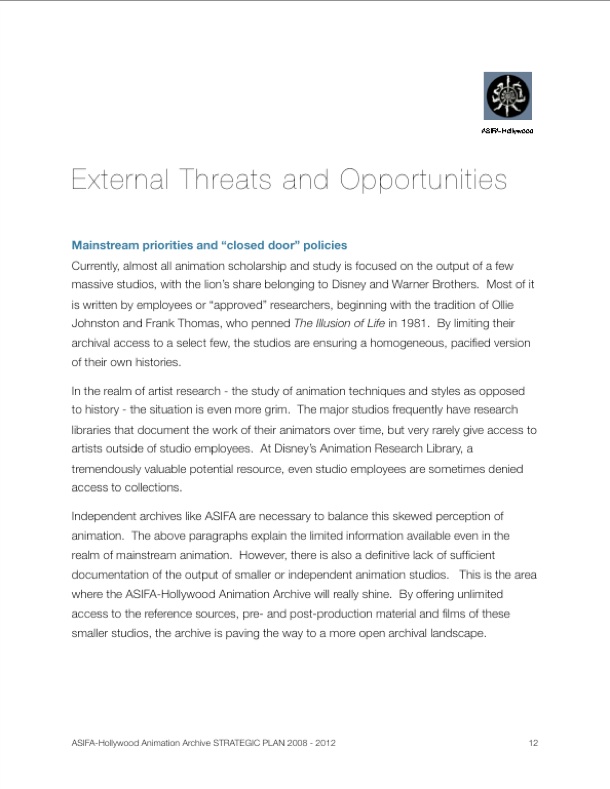 ASIFA-Hollywood
External Threats and Opportunities
Mainstream priorities and “closed door” policies
Currently, almost all animation scholarship and study is focused on the output of a few
massive studios, with the lion’s share belonging to Disney and Warner Brothers.  Most of it
is written by employees or “approved” researchers, beginning with the tradition of Ollie
Johnston and Frank Thomas, who penned The Illusion of Life in 1981.  By limiting their
archival access to a select few, the studios are ensuring a homogeneous, pacified version
of their own histories.
In the realm of artist research - the study of animation techniques and styles as opposed
to history - the situation is even more grim.  The major studios frequently have research
libraries that document the work of their animators over time, but very rarely give access to
artists outside of studio employees.  At Disney’s Animation Research Library, a
tremendously valuable potential resource, even studio employees are sometimes denied
access to collections.
Independent archives like ASIFA are necessary to balance this skewed perception of
animation.  The above paragraphs explain the limited information available even in the
realm of mainstream animation.  However, there is also a definitive lack of sufficient
documentation of the output of smaller or independent animation studios.   This is the area
where the ASIFA-Hollywood Animation Archive will really shine.  By offering unlimited
access to the reference sources, pre- and post-production material and films of these
smaller studios, the archive is paving the way to a more open archival landscape.
ASIFA-Hollywood Animation Archive STRATEGIC PLAN 2008 - 2012 12